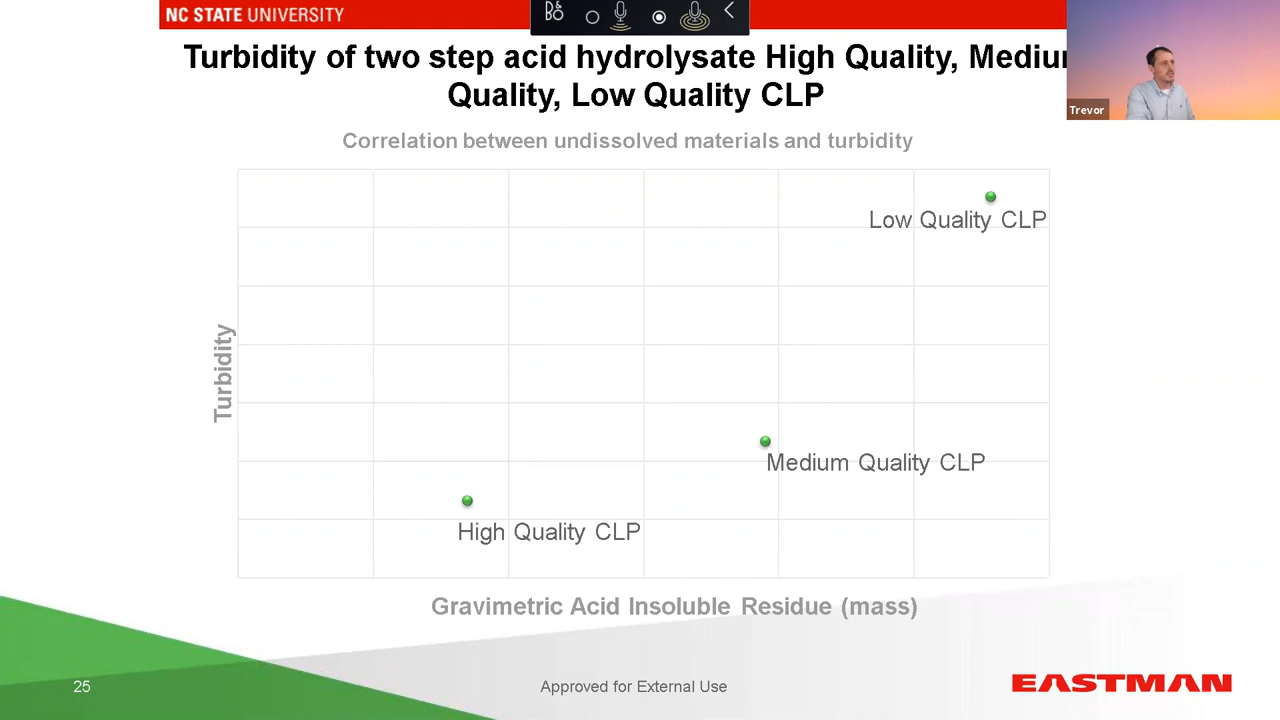 NC STATE UNIVERSITY
B&O
Turbidity of two step acid hydrolysate High Quality, Medium
Quality, Low Quality CLP
Trevor
Correlation between undissolved materials and turbidity
Low Quality CLP
Turbidity
Medium Quality CLP
High Quality CLP
Gravimetric Acid Insoluble Residue (mass)
25
Approved for External Use
EASTMAN